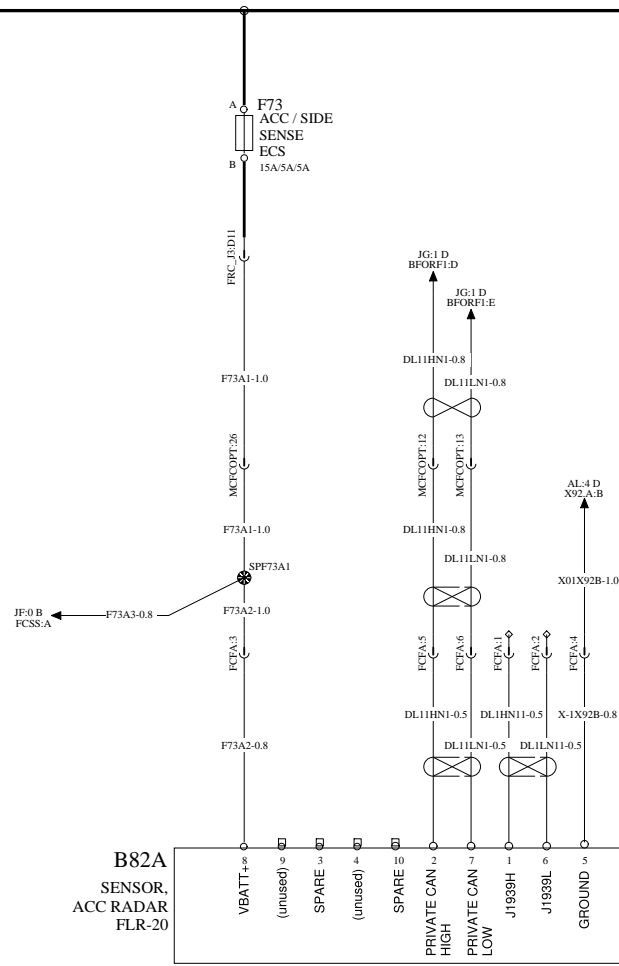 A
F73
ACC / SIDE
SENSE
ECS
B
15A/5A/5A
FRC_J3:D11
JG:1 D
BFORF1:D
JG:1 D
BFORF1:E
DL11HN1-0.8
F73A1-1.0
DL11LN1-0.8
MCFCOPT:26
MCFCOPT:12
MCFCOPT:13
AL:4 D
X92.A:B
F73A1-1.0
DL11HN1-0.8
DL11LN1-0.8
SPF73A1
X01X92B-1.0
JF:0 B
FCSS:A
F73A3-0.8
F73A2-1.0
FCFA:3
FCFA:5
FCFA:6
FCFA:1
FCFA:2
FCFA:4
DL11HN1-0.5
DL1HN11-0.5
X-1X92B-0.8
F73A2-0.8
DL11LN1-0.5
DL1LN11-0.5
B82A
SENSOR,
ACC RADAR
FLR-20
8 9 3 4 10 2 7 1 6 5
VBATT+
(unused)
SPARE
(unused)
SPARE
PRIVATE CAN
HIGH
PRIVATE CAN
LOW
J1939H
J1939L
GROUND